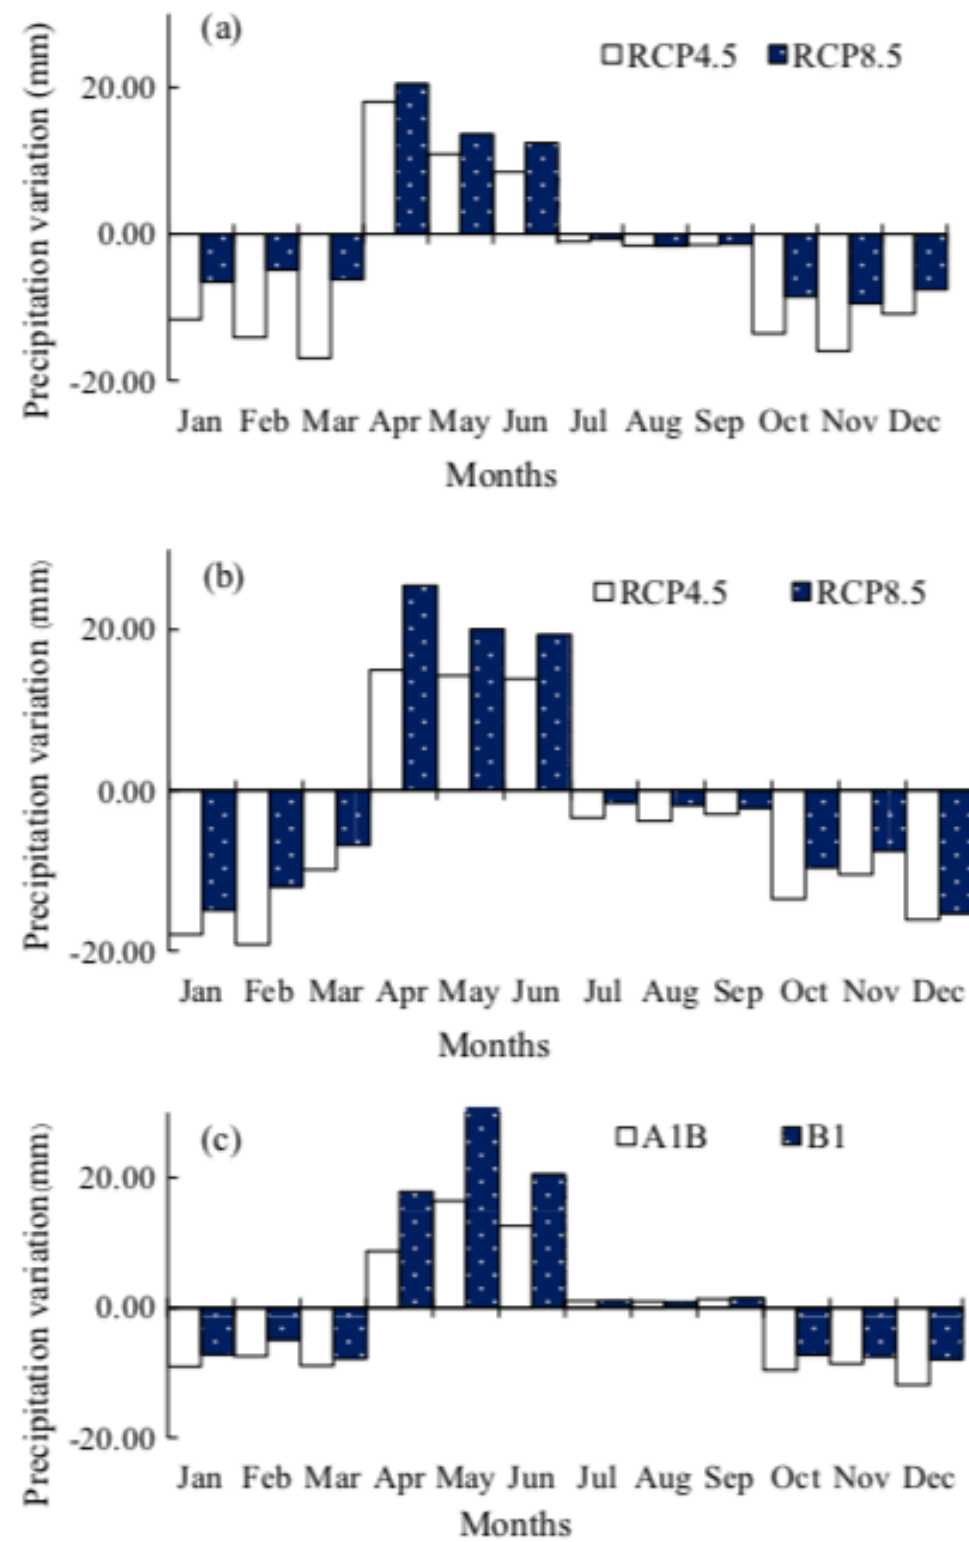 (a)
RCP4.5 RCP8.5
Precipitation variation (mm)
20.00
0.00
-20.00
Jan Feb Mar Apr May Jun Jul Aug Sep Oct Nov Dec
Months
(b)
RCP4.5 RCP8.5
Precipitation variation (mm)
20.00
0.00
-20.00
Jan Feb Mar Apr May Jun Jul Aug Sep Oct Nov Dec
Months
(c)
A1B B1
Precipitation variation(mm)
20.00
0.00
-20.00
Jan Feb Mar Apr May Jun Jul Aug Sep Oct Nov Dec
Months